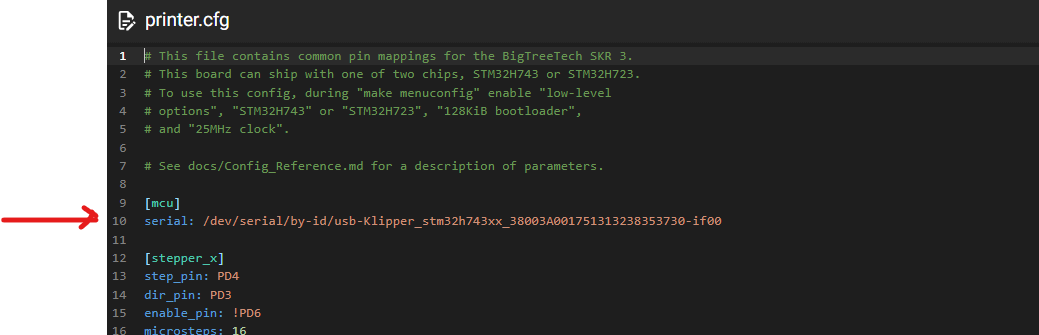 printer.cfg
1 # This file contains common pin mappings for the BigTreeTech SKR 3.
2 # This board can ship with one of two chips, STM32H743 or STM32H723.
3 # To use this config, during "make menuconfig" enable "low-level
4 # options", "STM32H743" or "STM32H723", "128KiB bootloader",
5 # and "25MHz clock".
6
7 # See docs/Config_Reference.md for a description of parameters.
8
9 [mcu]
10 serial: /dev/serial/by-id/usb-Klipper_stm32h743xx_38003A001751313238353730-if00
11
12 [stepper_x]
13 step_pin: PD4
14 dir_pin: PD3
15 enable_pin: !PD6
16 microsteps: 16